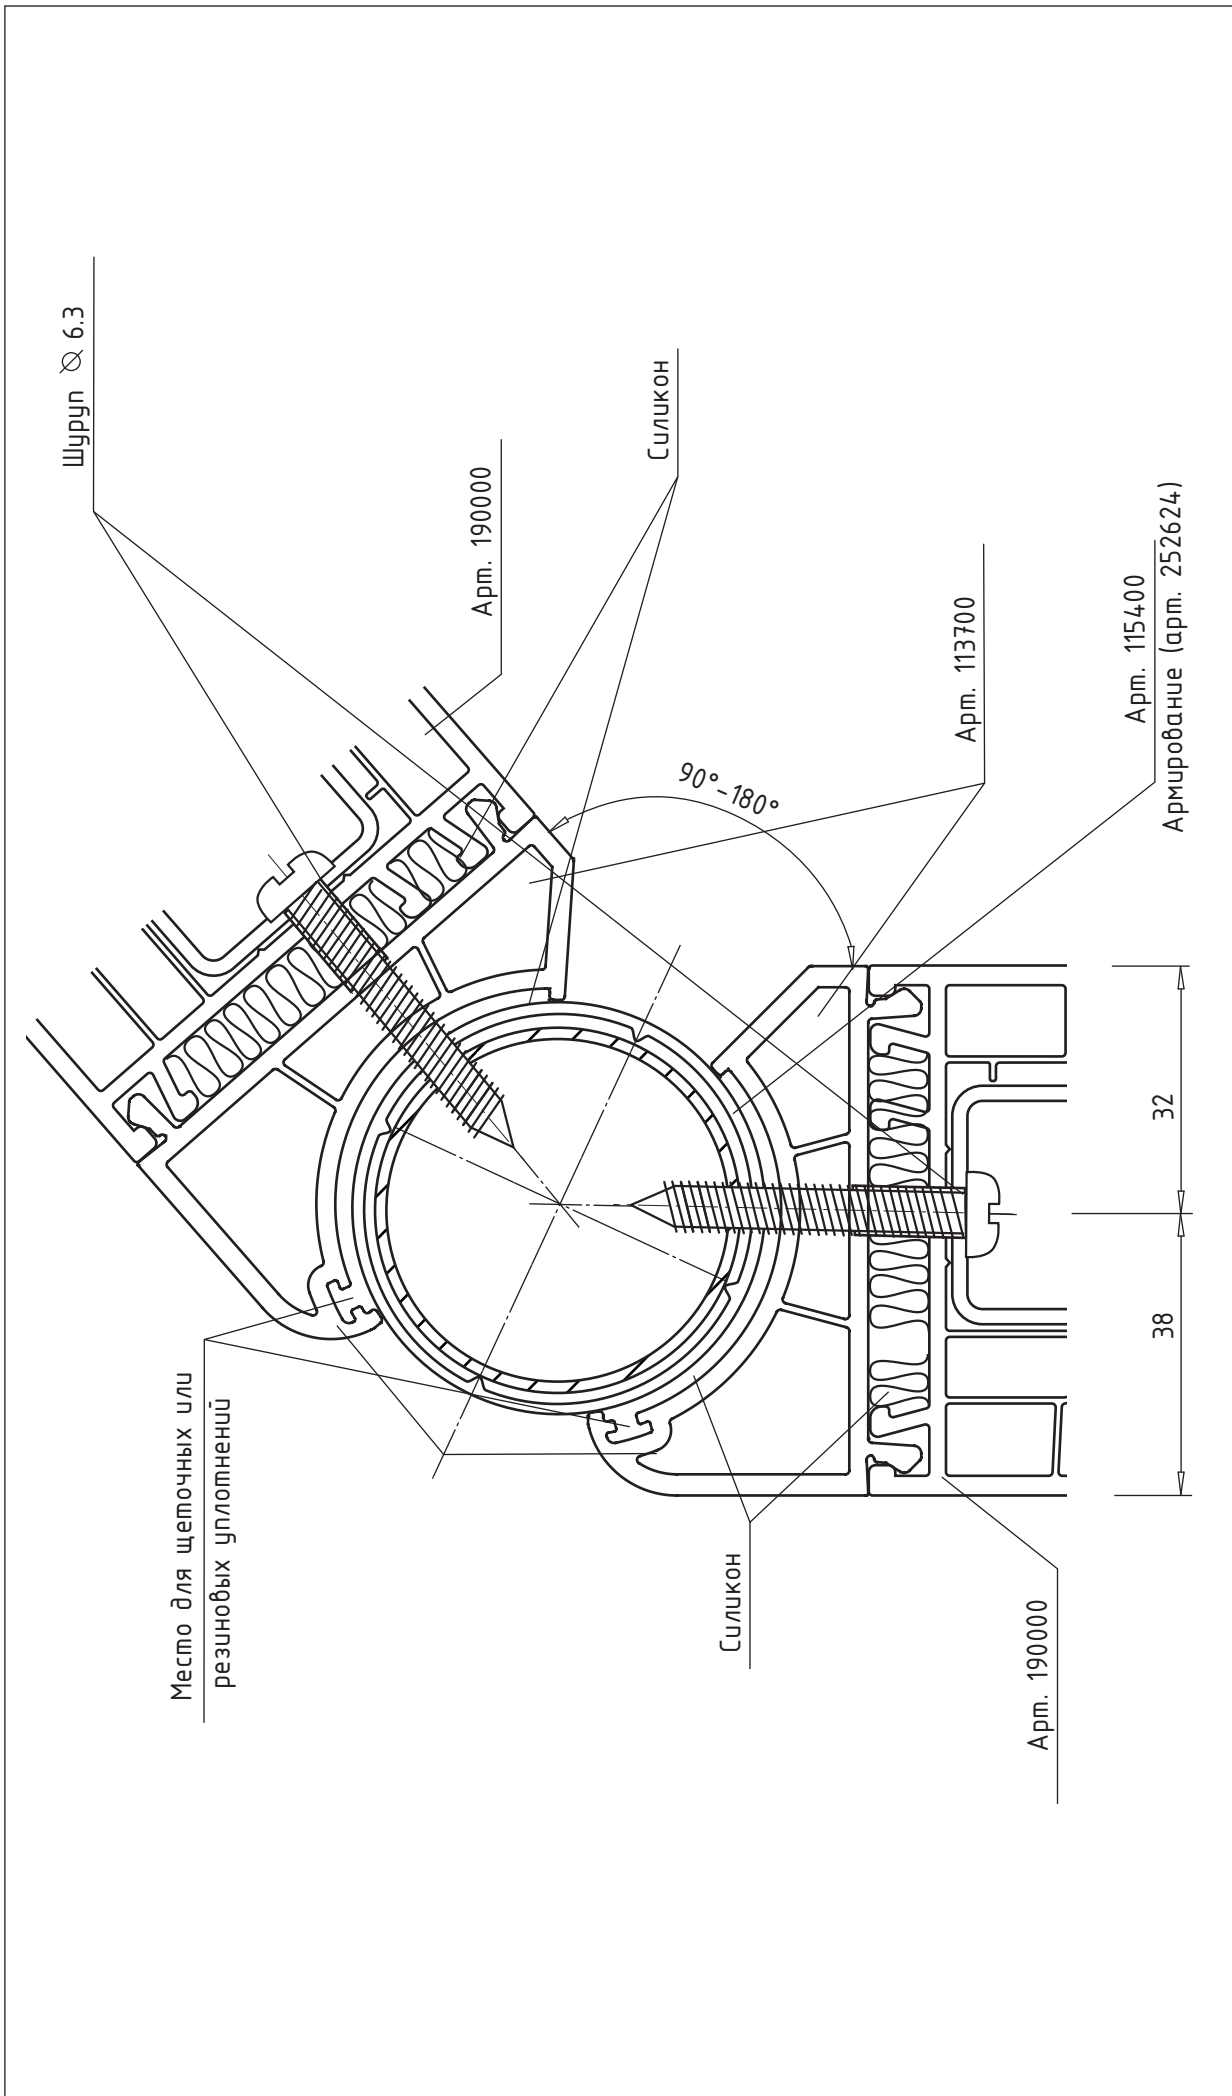 Шуруп ⌀ 6.3
Арт. 190000
Силикон
90°-180°
Арт. 113700
Арт. 115400
Армирование (арт. 252624)
Место для щеточных или
резиновых уплотнений
Силикон
Арт. 190000
38
32